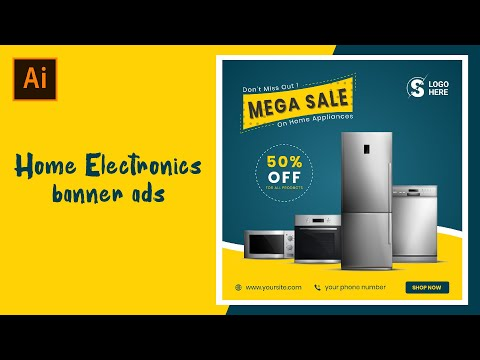 Ai
Home Electronics
banner ads
Don't Miss Out !
MEGA SALE
On Home Appliances
LOGO
HERE
50%
OFF
FOR ALL PRODUCTS
www.yoursite.com
your phone number
SHOP NOW